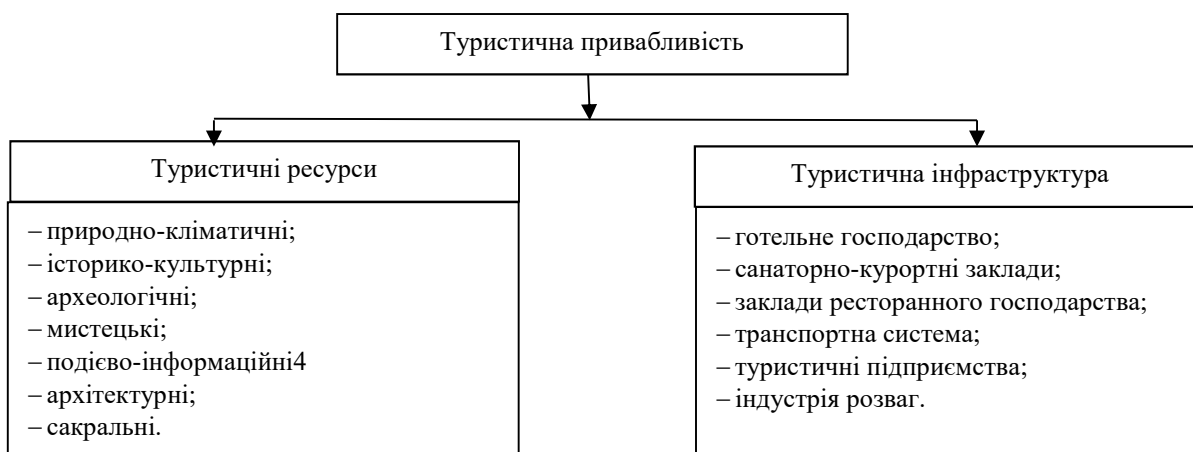 Туристична привабливість
Туристичні ресурси
– природно-кліматичні;
– історико-культурні;
– археологічні;
– мистецькі;
– подієво-інформаційні4
– архітектурні;
– сакральні.
Туристична інфраструктура
– готельне господарство;
– санаторно-курортні заклади;
– заклади ресторанного господарства;
– транспортна система;
– туристичні підприємства;
– індустрія розваг.